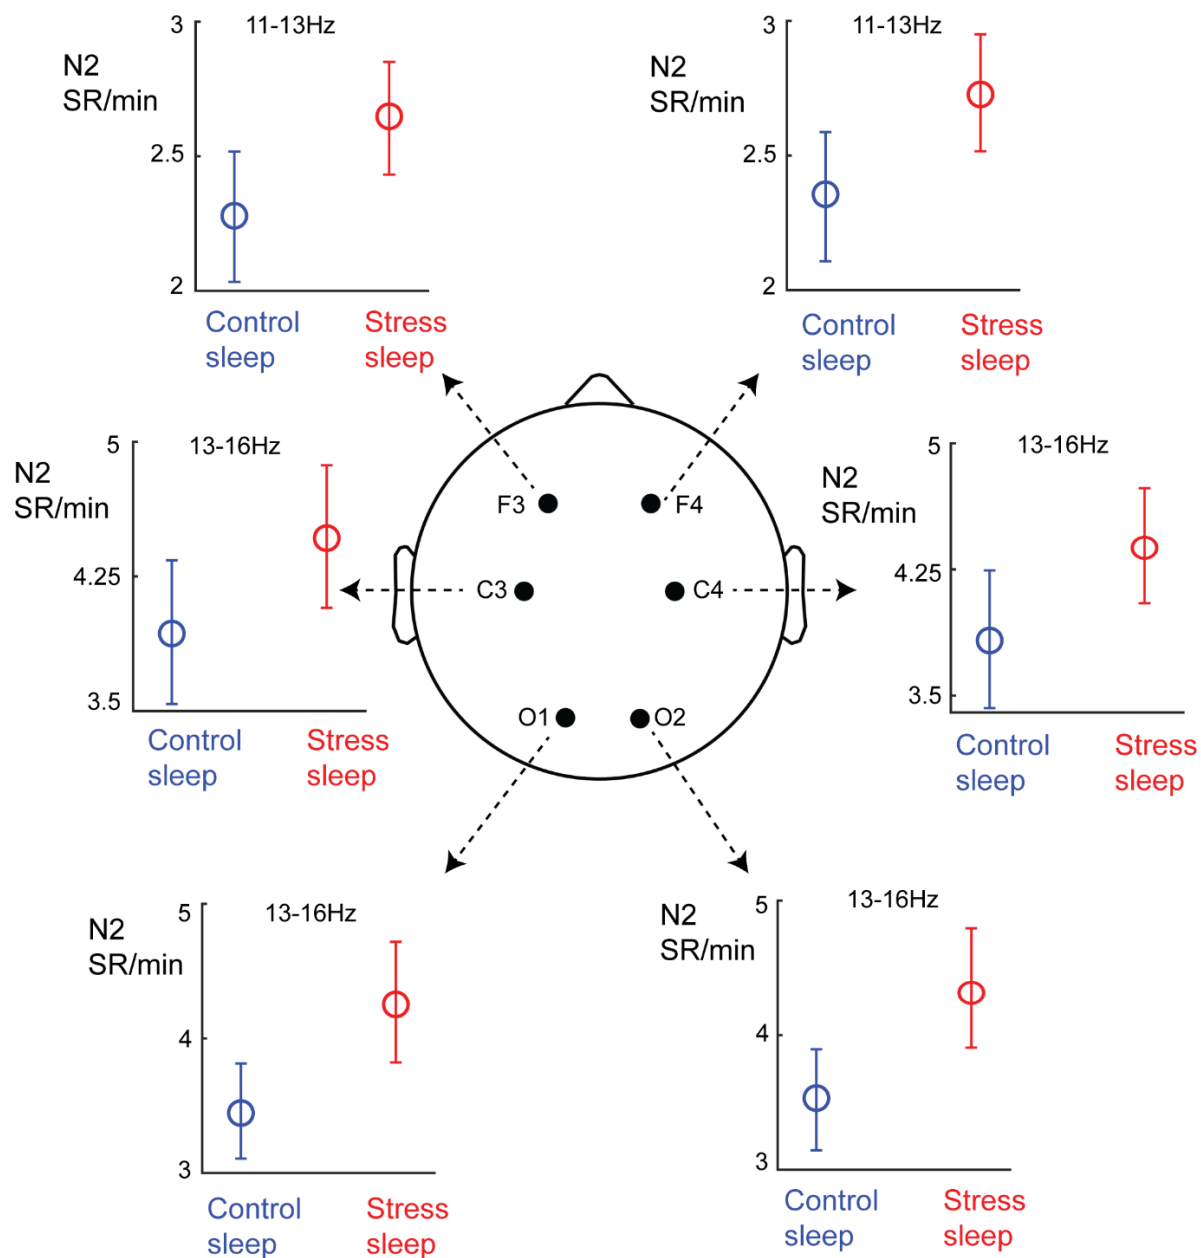 3
11-13Hz
N2
SR/min
2.5
2
Control
sleep
Stress
sleep
3
11-13Hz
N2
SR/min
2.5
2
Control
sleep
Stress
sleep
5
13-16Hz
N2
SR/min
4.25
3.5
Control
sleep
Stress
sleep
F3
F4
C3
C4
O1
O2
5
13-16Hz
N2
SR/min
4.25
3.5
Control
sleep
Stress
sleep
5
13-16Hz
N2
SR/min
4
3
Control
sleep
Stress
sleep
5
13-16Hz
N2
SR/min
4
3
Control
sleep
Stress
sleep